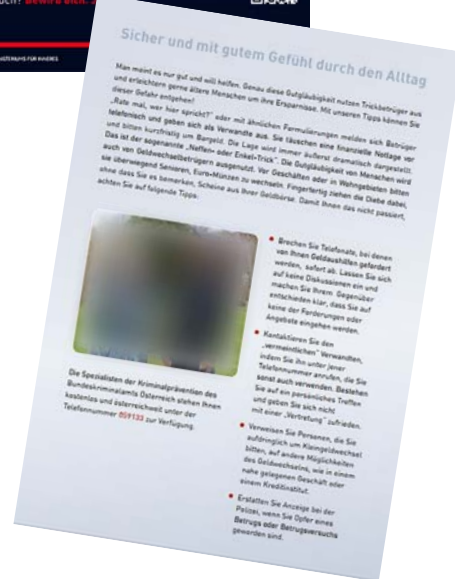 uch? Bewirb dich.
NISTERIUMS FÜR INNERES
Sicher und mit gutem Gefühl durch den Alltag
Man meint es nur gut und will helfen. Genau diese Gutgläubigkeit nutzen Trickbetrüger aus
und erleichtern gerne ältere Menschen um ihre Ersparnisse. Mit unseren Tipps können Sie
dieser Gefahr entgehen!
„Rate mal, wer hier spricht?" oder mit ähnlichen Formulierungen melden sich Betrüger
telefonisch und geben sich als Verwandte aus. Sie täuschen eine finanzielle Notlage vor
und bitten kurzfristig um Bargeld. Die Lage wird immer äußerst dramatisch dargestellt.
Das ist der sogenannte „Neffen- oder Enkel-Trick". Die Gutgläubigkeit von Menschen wird
auch von Geldwechselbetrügern ausgenutzt. Vor Geschäften oder in Wohngebieten bitten
sie überwiegend Senioren, Euro-Münzen zu wechseln. Fingerfertig ziehen die Diebe dabei,
ohne dass Sie es bemerken, Scheine aus Ihrer Geldbörse. Damit Ihnen das nicht passiert,
achten Sie auf folgende Tipps.
• Brechen Sie Telefonate, bei denen
von Ihnen Geldaushilfen gefordert
werden, sofort ab. Lassen Sie sich
auf keine Diskussionen ein und
machen Sie Ihrem Gegenüber
entschieden klar, dass Sie auf
keine der Forderungen oder
Angebote eingehen werden.
• Kontaktieren Sie den
„vermeintlichen" Verwandten,
indem Sie ihn unter jener
Telefonnummer anrufen, die Sie
sonst auch verwenden. Bestehen
Sie auf ein persönliches Treffen
und geben Sie sich nicht
mit einer „Vertretung" zufrieden.
• Verweisen Sie Personen, die Sie
aufdringlich um Kleingeldwechsel
bitten, auf andere Möglichkeiten
des Geldwechselns, wie in einem
nahe gelegenen Geschäft oder
einem Kreditinstitut.
• Erstatten Sie Anzeige bei der
Polizei, wenn Sie Opfer eines
Betrugs oder Betrugsversuchs
geworden sind.
Die Spezialisten der Kriminalprävention des
Bundeskriminalamts Österreich stehen Ihnen
kostenlos und österreichweit unter der
Telefonnummer 059133 zur Verfügung.